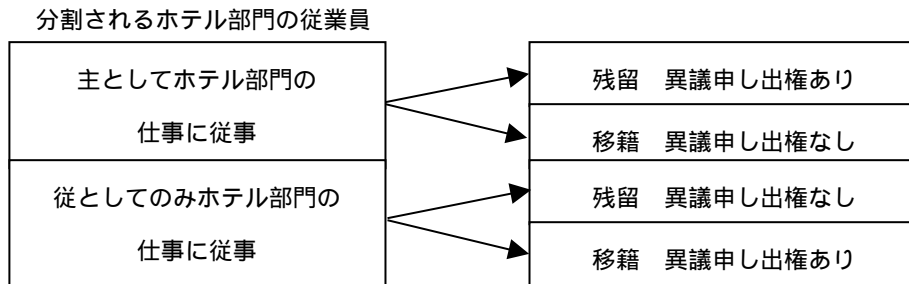 分割されるホテル部門の従業員
主としてホテル部門の
仕事に従事
残留 異議申し出権あり
移籍 異議申し出権なし
従としてのみホテル部門の
仕事に従事
残留 異議申し出権なし
移籍 異議申し出権あり